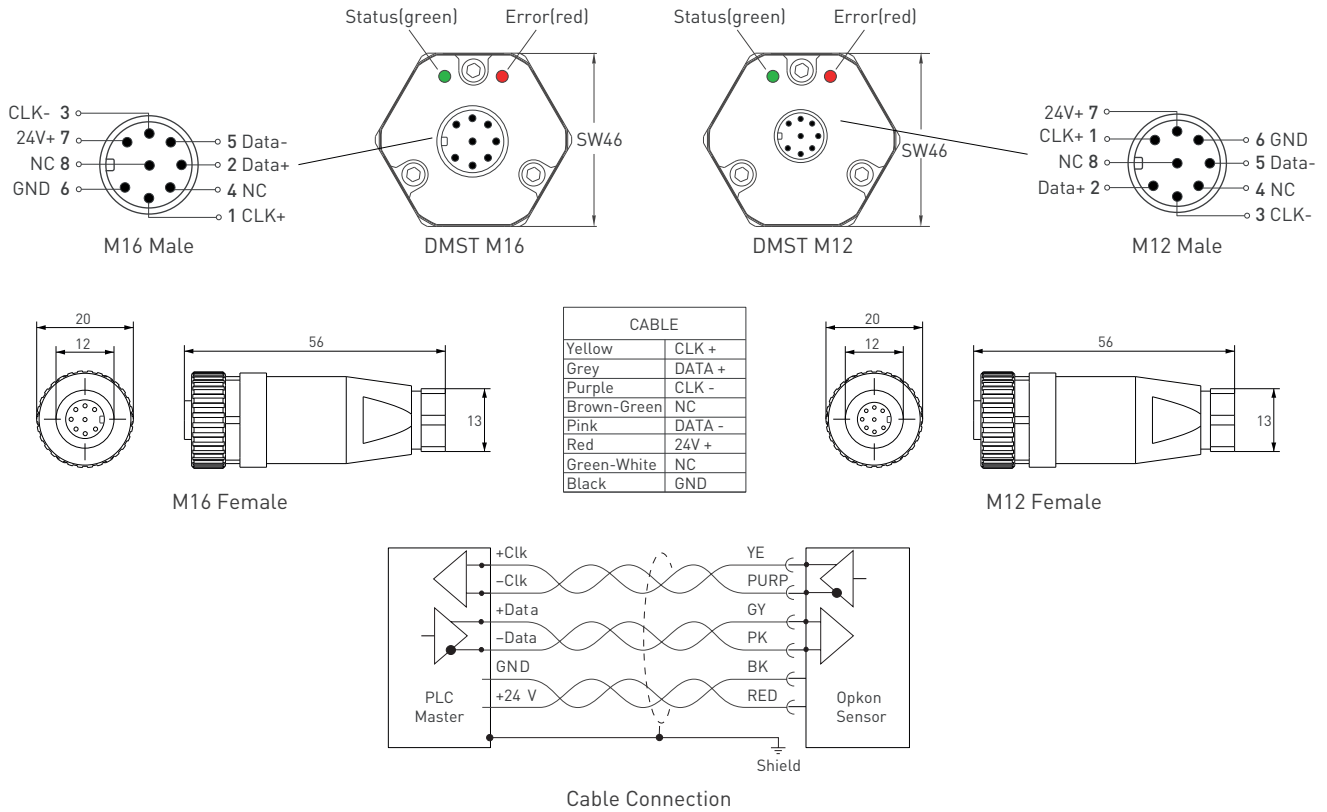 Status(green) Error(red) Status(green) Error(red)
CLK- 3
24V+ 7
NC 8
GND 6
5 Data-
2 Data+
4 NC
1 CLK+
M16 Male
SW46
DMST M16
SW46
DMST M12
24V+ 7
CLK+ 1
NC 8
Data+ 2
6 GND
5 Data-
4 NC
3 CLK-
M12 Male
20
12
56
13
M16 Female
CABLE
Yellow CLK +
Grey DATA +
Purple CLK -
Brown-Green NC
Pink DATA -
Red 24V +
Green-White NC
Black GND
20
12
56
13
M12 Female
+Clk YE
–Clk PURP
+Data GY
–Data PK
GND BK
+24 V RED
PLC
Master
Opkon
Sensor
Shield
Cable Connection